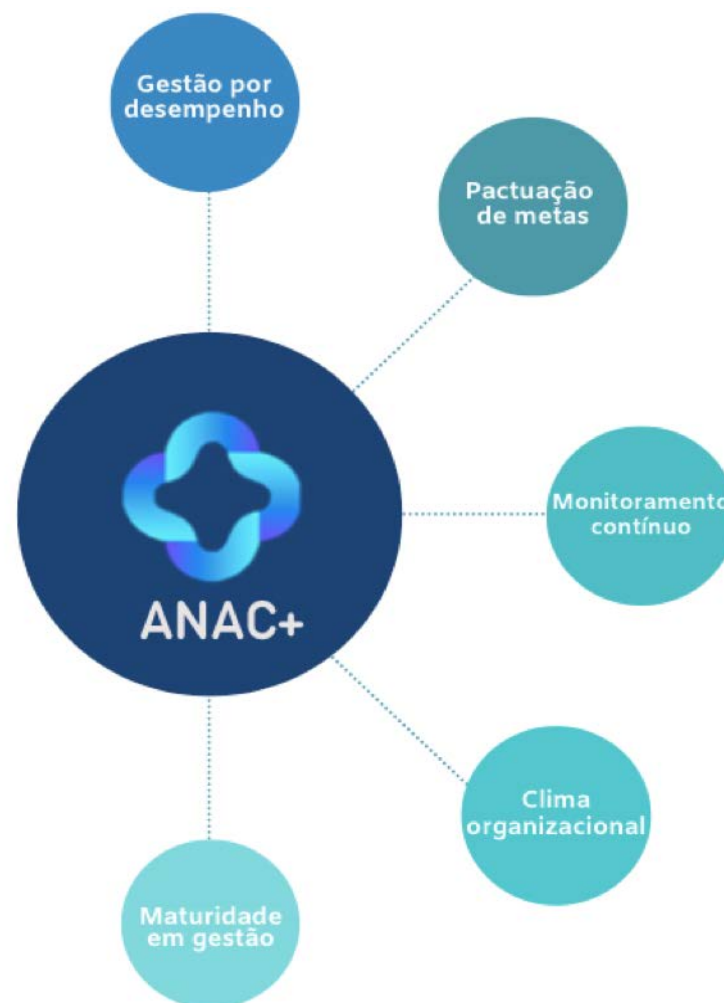 Gestão por
desempenho
Pactuação
de metas
Monitoramento
contínuo
ANAC+
Clima
organizacional
Maturidade
em gestão